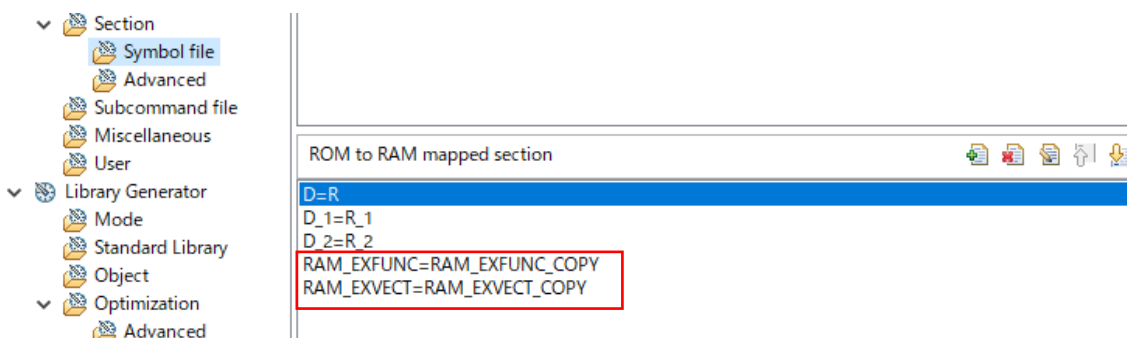 Section
Symbol file
Advanced
Subcommand file
Miscellaneous
User
Library Generator
Mode
Standard Library
Object
Optimization
Advanced
ROM to RAM mapped section
D=R
D_1=R_1
D_2=R_2
RAM_EXFUNC=RAM_EXFUNC_COPY
RAM_EXVECT=RAM_EXVECT_COPY